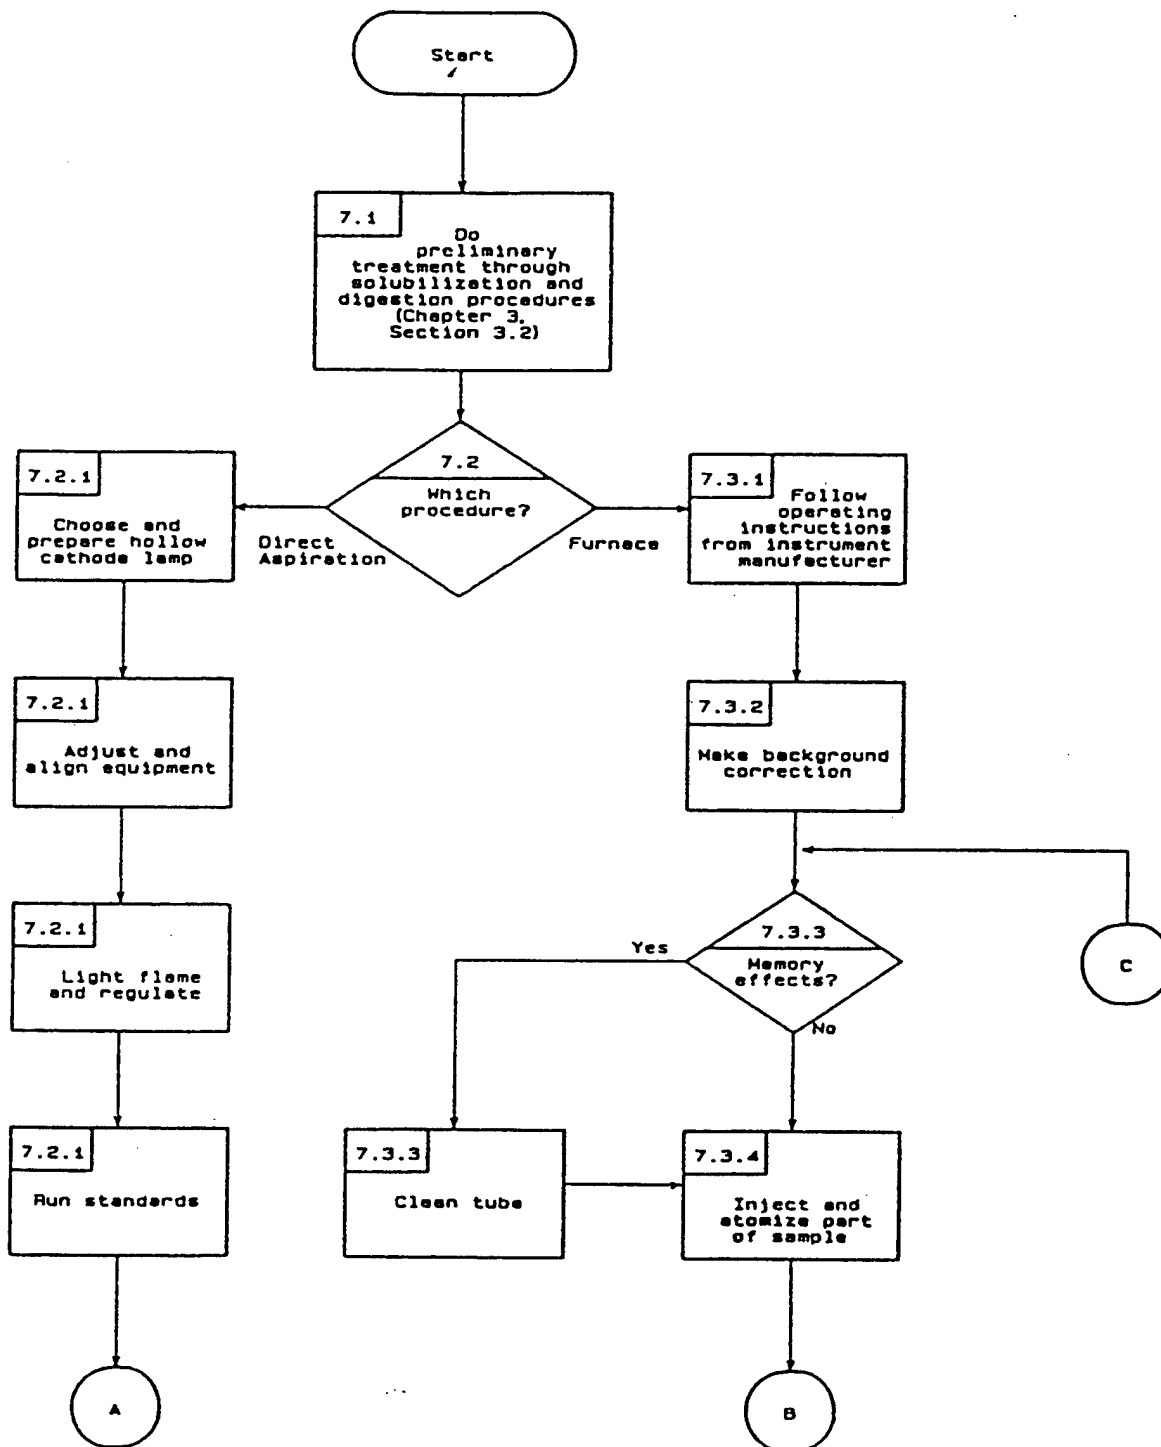 Start
7.1
Do
preliminary
treatment through
solubilization and
digestion procedures
(Chapter 3,
Section 3.2)
7.2
Which
procedure?
Direct
Aspiration
Furnace
7.2.1
Choose and
prepare hollow
cathode lamp
7.3.1
Follow
operating
instructions
from instrument
manufacturer
7.2.1
Adjust and
align equipment
7.3.2
Make background
correction
7.2.1
Light flame
and regulate
7.3.3
Memory
effects?
Yes
No
C
7.2.1
Run standards
7.3.3
Clean tube
7.3.4
Inject and
atomize part
of sample
A
B